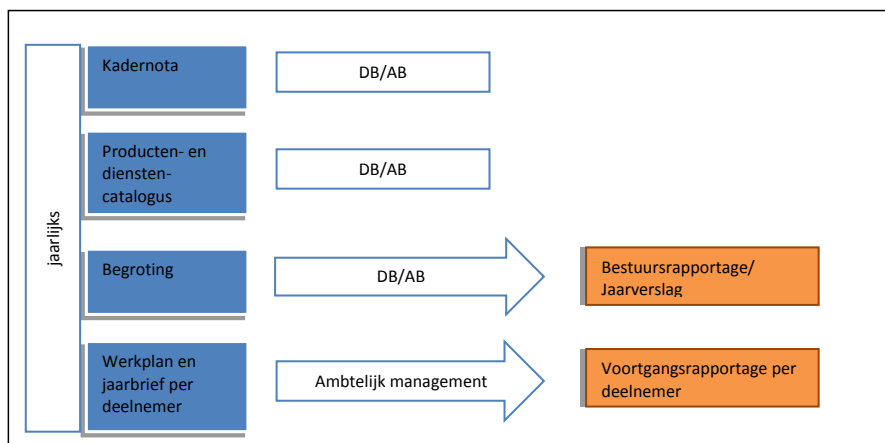 jaarlijks
Kadernota
DB/AB
Producten- en
diensten-
catalogus
DB/AB
Begroting
DB/AB
Bestuursrapportage/
Jaarverslag
Werkplan en
jaarbrief per
deelnemer
Ambtelijk management
Voortgangsrapportage per
deelnemer